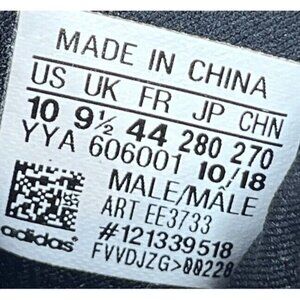 MADE IN CHINA
US UK FR JP CHN
10 9½ 44 280 270
YYA 606001 10/18
MALE/MÂLE
ART EE3733
#121339518
adidas
FVVDJZG>00228